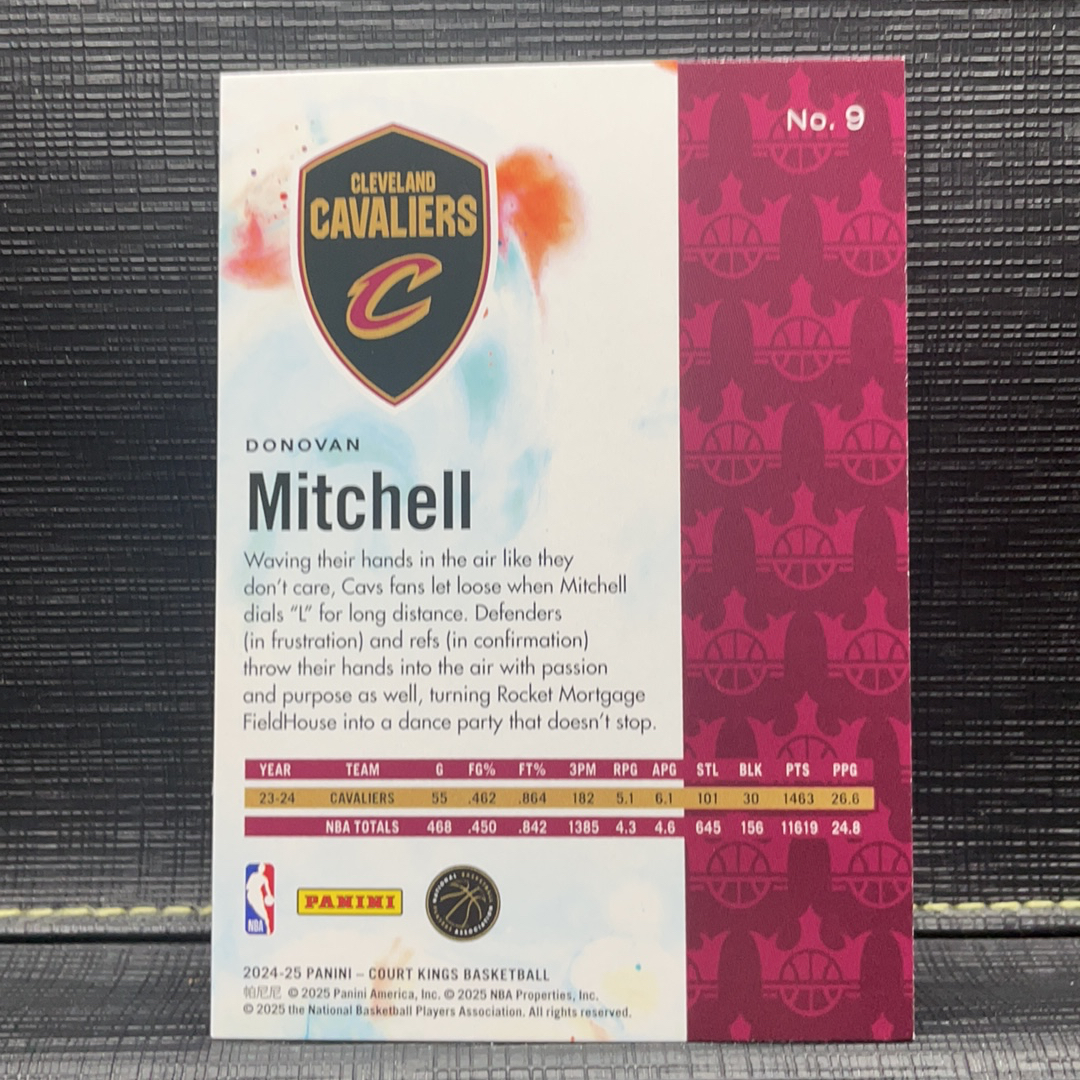 No. 9
CLEVELAND
CAVALIERS
C
DONOVAN
Mitchell
Waving their hands in the air like they
don't care, Cavs fans let loose when Mitchell
dials "L" for long distance. Defenders
(in frustration) and refs (in confirmation)
throw their hands into the air with passion
and purpose as well, turning Rocket Mortgage
FieldHouse into a dance party that doesn't stop.
YEAR TEAM G FG% FT% 3PM RPG APG STL BLK PTS PPG
23-24 CAVALIERS 55 .462 .864 182 5.1 6.1 101 30 1463 26.6
NBA TOTALS 468 .450 .842 1385 4.3 4.6 645 156 11619 24.8
NBA
PANINI
NATIONAL BASKETBALL PLAYERS ASSOCIATION
2024-25 PANINI – COURT KINGS BASKETBALL
帕尼尼 © 2025 Panini America, Inc. © 2025 NBA Properties, Inc.
© 2025 the National Basketball Players Association. All rights reserved.